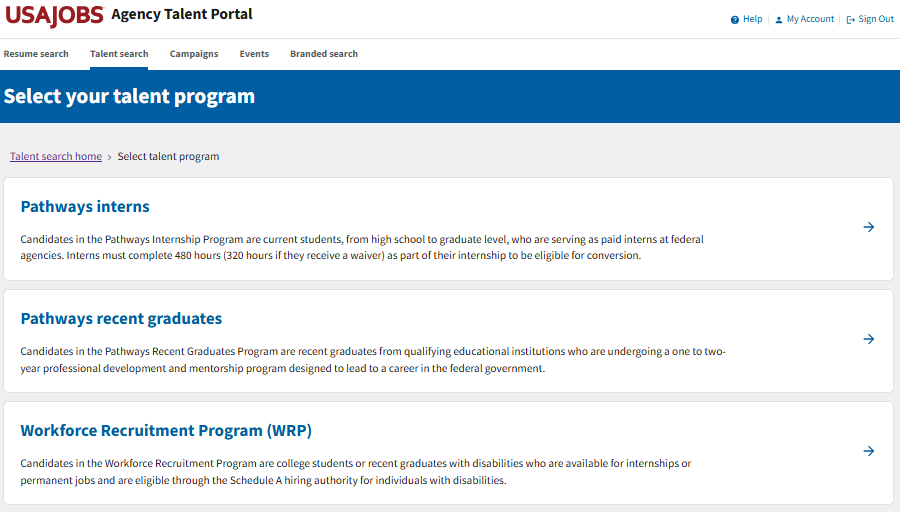 USAJOBS Agency Talent Portal
Help My Account Sign Out
Resume search Talent search Campaigns Events Branded search
Select your talent program
Talent search home › Select talent program
Pathways interns
Candidates in the Pathways Internship Program are current students, from high school to graduate level, who are serving as paid interns at federal
agencies. Interns must complete 480 hours (320 hours if they receive a waiver) as part of their internship to be eligible for conversion.
Pathways recent graduates
Candidates in the Pathways Recent Graduates Program are recent graduates from qualifying educational institutions who are undergoing a one to two-
year professional development and mentorship program designed to lead to a career in the federal government.
Workforce Recruitment Program (WRP)
Candidates in the Workforce Recruitment Program are college students or recent graduates with disabilities who are available for internships or
permanent jobs and are eligible through the Schedule A hiring authority for individuals with disabilities.